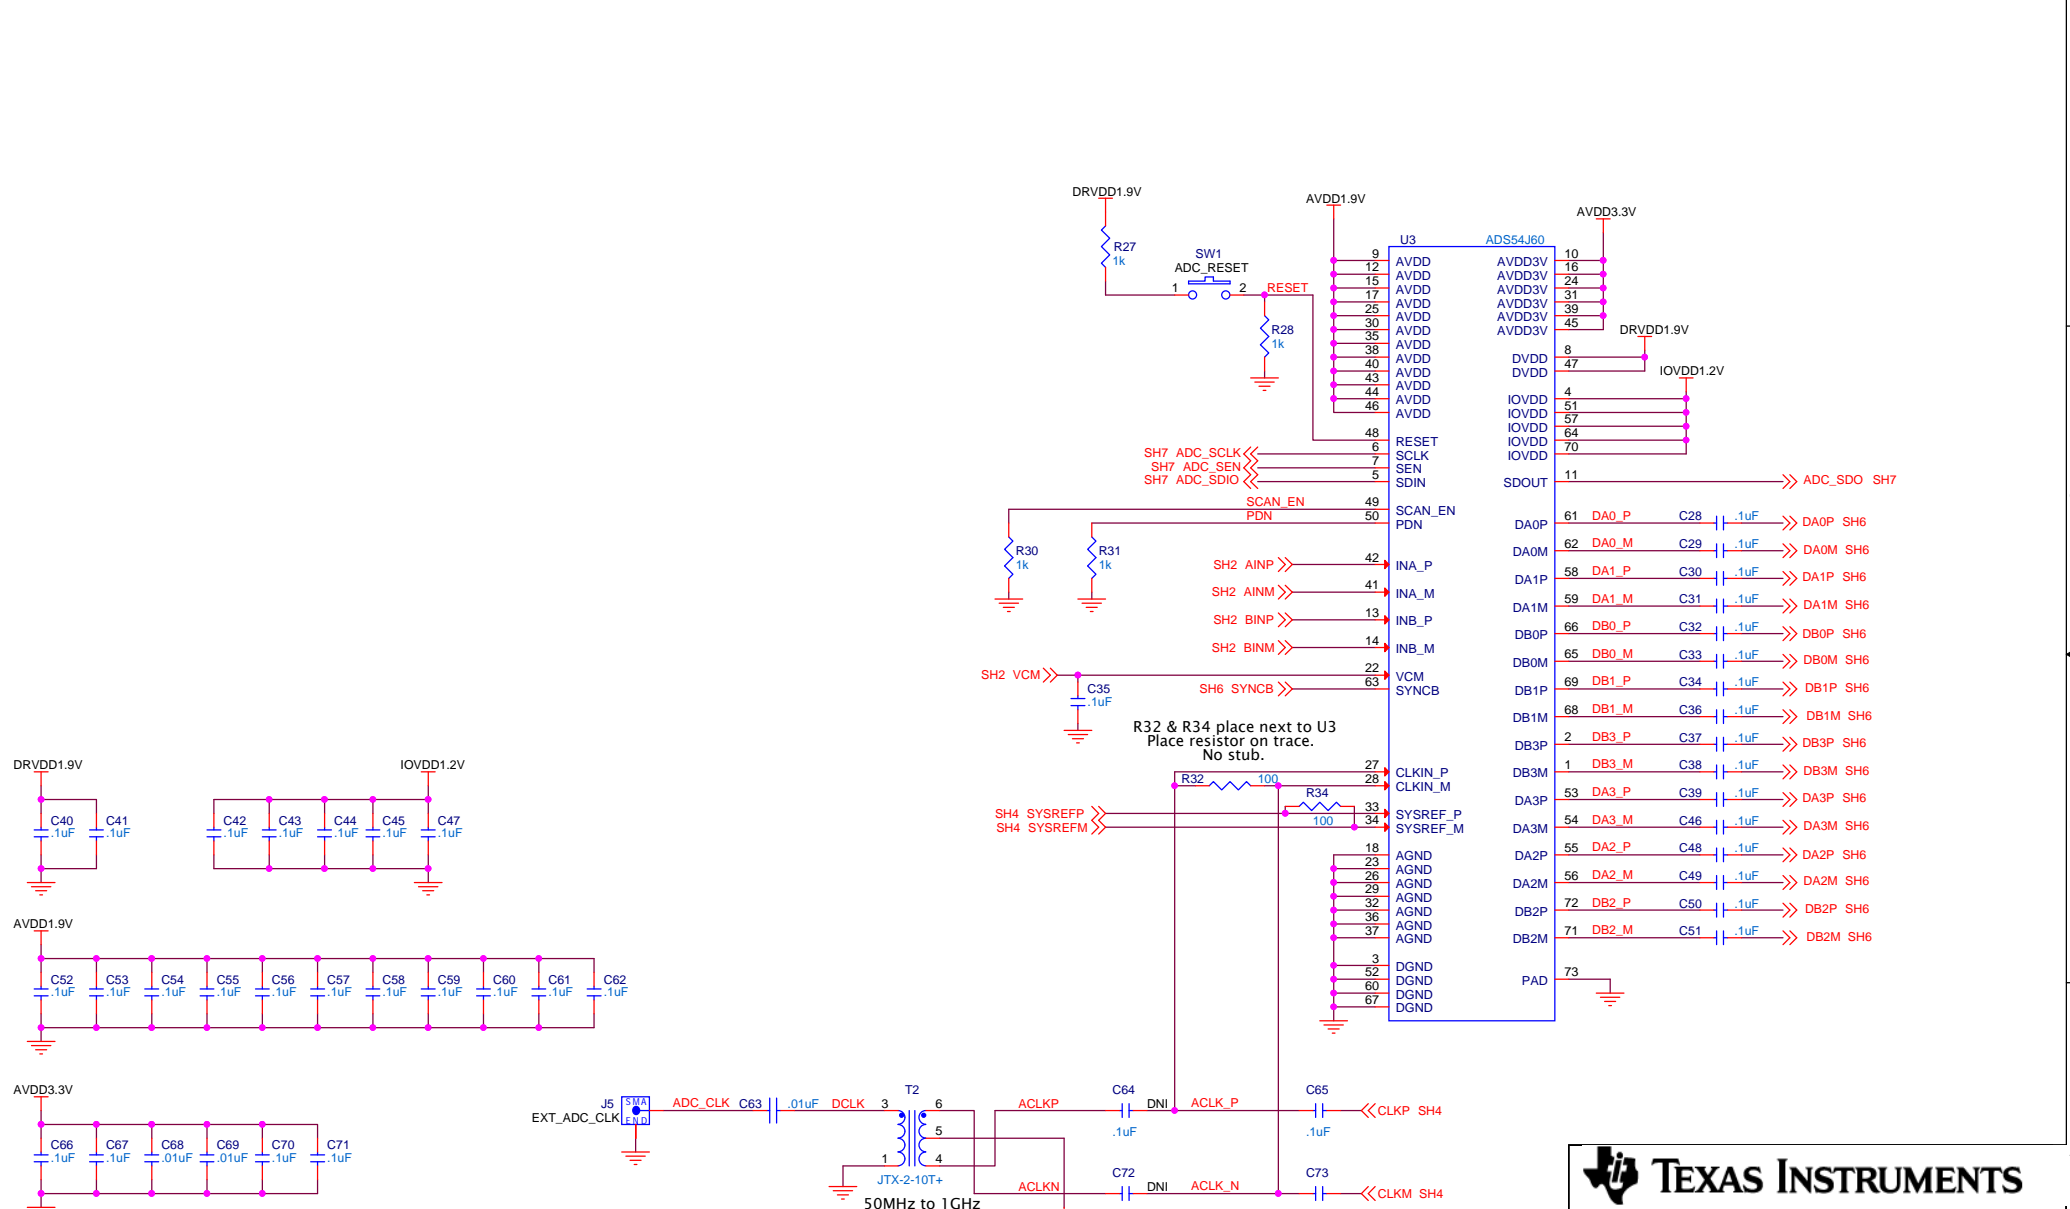 DRVDD1.9V
R27
1k
SW1
ADC_RESET
1
2
RESET
R28
1k
AVDD1.9V
AVDD3.3V
U3
ADS54J60
9 AVDD
12 AVDD
15 AVDD
17 AVDD
25 AVDD
30 AVDD
35 AVDD
38 AVDD
40 AVDD
43 AVDD
44 AVDD
46 AVDD
AVDD3V 10
AVDD3V 16
AVDD3V 24
AVDD3V 31
AVDD3V 39
AVDD3V 45
DRVDD1.9V
DVDD 8
DVDD 47
IOVDD1.2V
IOVDD 4
IOVDD 51
IOVDD 57
IOVDD 64
IOVDD 70
48 RESET
SH7 ADC_SCLK 6 SCLK
SH7 ADC_SEN 7 SEN
SH7 ADC_SDIO 5 SDIN
SDOUT 11 ADC_SDO SH7
SCAN_EN 49 SCAN_EN
PDN 50 PDN
R30
1k
R31
1k
SH2 AINP 42 INA_P
SH2 AINM 41 INA_M
SH2 BINP 13 INB_P
SH2 BINM 14 INB_M
SH2 VCM 22 VCM
C35
.1uF
SH6 SYNCB 63 SYNCB
DA0P 61 DA0_P C28 .1uF DA0P SH6
DA0M 62 DA0_M C29 .1uF DA0M SH6
DA1P 58 DA1_P C30 .1uF DA1P SH6
DA1M 59 DA1_M C31 .1uF DA1M SH6
DB0P 66 DB0_P C32 .1uF DB0P SH6
DB0M 65 DB0_M C33 .1uF DB0M SH6
DB1P 69 DB1_P C34 .1uF DB1P SH6
DB1M 68 DB1_M C36 .1uF DB1M SH6
DB3P 2 DB3_P C37 .1uF DB3P SH6
DB3M 1 DB3_M C38 .1uF DB3M SH6
DA3P 53 DA3_P C39 .1uF DA3P SH6
DA3M 54 DA3_M C46 .1uF DA3M SH6
DA2P 55 DA2_P C48 .1uF DA2P SH6
DA2M 56 DA2_M C49 .1uF DA2M SH6
DB2P 72 DB2_P C50 .1uF DB2P SH6
DB2M 71 DB2_M C51 .1uF DB2M SH6
PAD 73
R32 & R34 place next to U3
Place resistor on trace.
No stub.
27 CLKIN_P
R32 100 28 CLKIN_M
R34
100
SH4 SYSREFP 33 SYSREF_P
SH4 SYSREFM 34 SYSREF_M
18 AGND
23 AGND
26 AGND
29 AGND
32 AGND
36 AGND
37 AGND
3 DGND
52 DGND
60 DGND
67 DGND
DRVDD1.9V
C40 C41
.1uF .1uF
IOVDD1.2V
C42 C43 C44 C45 C47
.1uF .1uF .1uF .1uF .1uF
AVDD1.9V
C52 C53 C54 C55 C56 C57 C58 C59 C60 C61 C62
.1uF .1uF .1uF .1uF .1uF .1uF .1uF .1uF .1uF .1uF .1uF
AVDD3.3V
C66 C67 C68 C69 C70 C71
.1uF .1uF .01uF .01uF .1uF .1uF
J5
SMA
END
EXT_ADC_CLK
ADC_CLK C63 .01uF DCLK
T2
3 6
5
1 4
JTX-2-10T+
50MHz to 1GHz
ACLKP C64 DNI ACLK_P C65 CLKP SH4
.1uF .1uF
ACLKN C72 DNI ACLK_N C73 CLKM SH4
TEXAS INSTRUMENTS